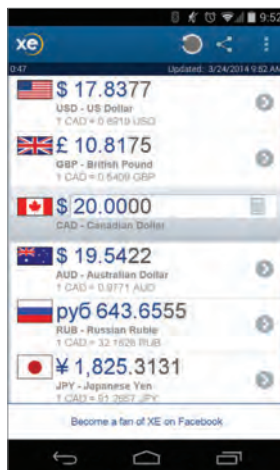 9:52
xe
0:47 Updated: 3/24/2014 9:52 AM
$ 17.8377
USD - US Dollar
1 CAD = 0.8919 USD
£ 10.8175
GBP - British Pound
1 CAD = 0.5409 GBP
$ 20.0000
CAD - Canadian Dollar
$ 19.5422
AUD - Australian Dollar
1 CAD = 0.9771 AUD
руб 643.6555
RUB - Russian Ruble
1 CAD = 32.1828 RUB
¥ 1,825.3131
JPY - Japanese Yen
1 CAD = 91.2657 JPY
Become a fan of XE on Facebook